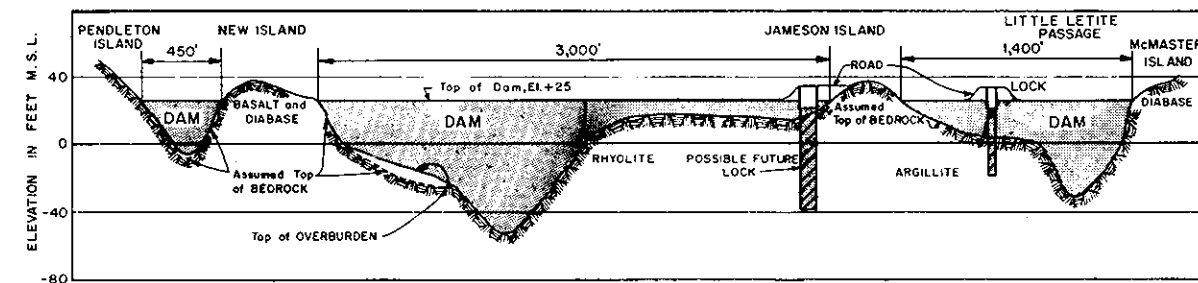 ELEVATION IN FEET M.S.L.
40
0
-40
-80
PENDLETON
ISLAND
450'
NEW ISLAND
3,000'
JAMESON ISLAND
LITTLE LETITE
PASSAGE
1,400'
McMASTER
ISLAND
ROAD
LOCK
Top of Dam, El.+25
DIABASE
BASALT and
DIABASE
DAM
DAM
Assumed
Top of BEDROCK
DAM
Assumed Top
of BEDROCK
RHYOLITE
POSSIBLE FUTURE
LOCK
ARGILLITE
Top of OVERBURDEN